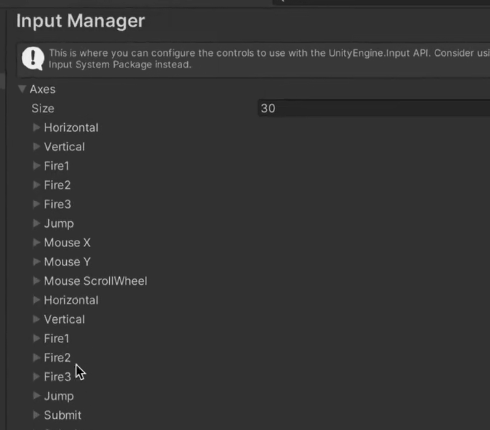 Input Manager
This is where you can configure the controls to use with the UnityEngine.Input API. Consider usi
Input System Package instead.
Axes
Size 30
Horizontal
Vertical
Fire1
Fire2
Fire3
Jump
Mouse X
Mouse Y
Mouse ScrollWheel
Horizontal
Vertical
Fire1
Fire2
Fire3
Jump
Submit